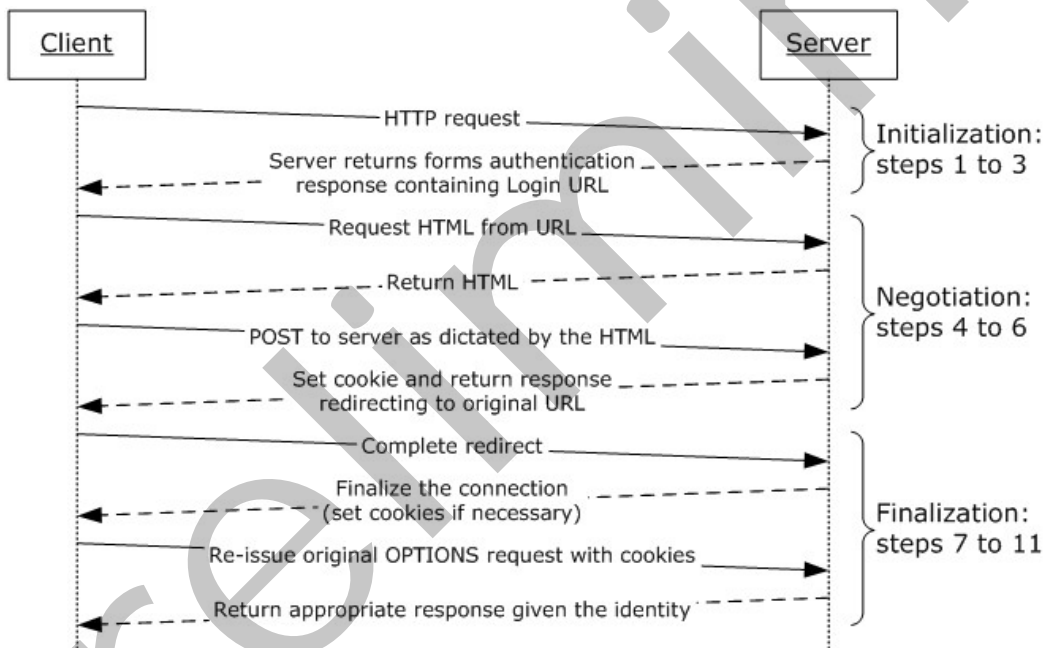 Client
Server
HTTP request
Server returns forms authentication
response containing Login URL
Initialization:
steps 1 to 3
Request HTML from URL
Return HTML
POST to server as dictated by the HTML
Set cookie and return response
redirecting to original URL
Negotiation:
steps 4 to 6
Complete redirect
Finalize the connection
(set cookies if necessary)
Re-issue original OPTIONS request with cookies
Return appropriate response given the identity
Finalization:
steps 7 to 11
relimin